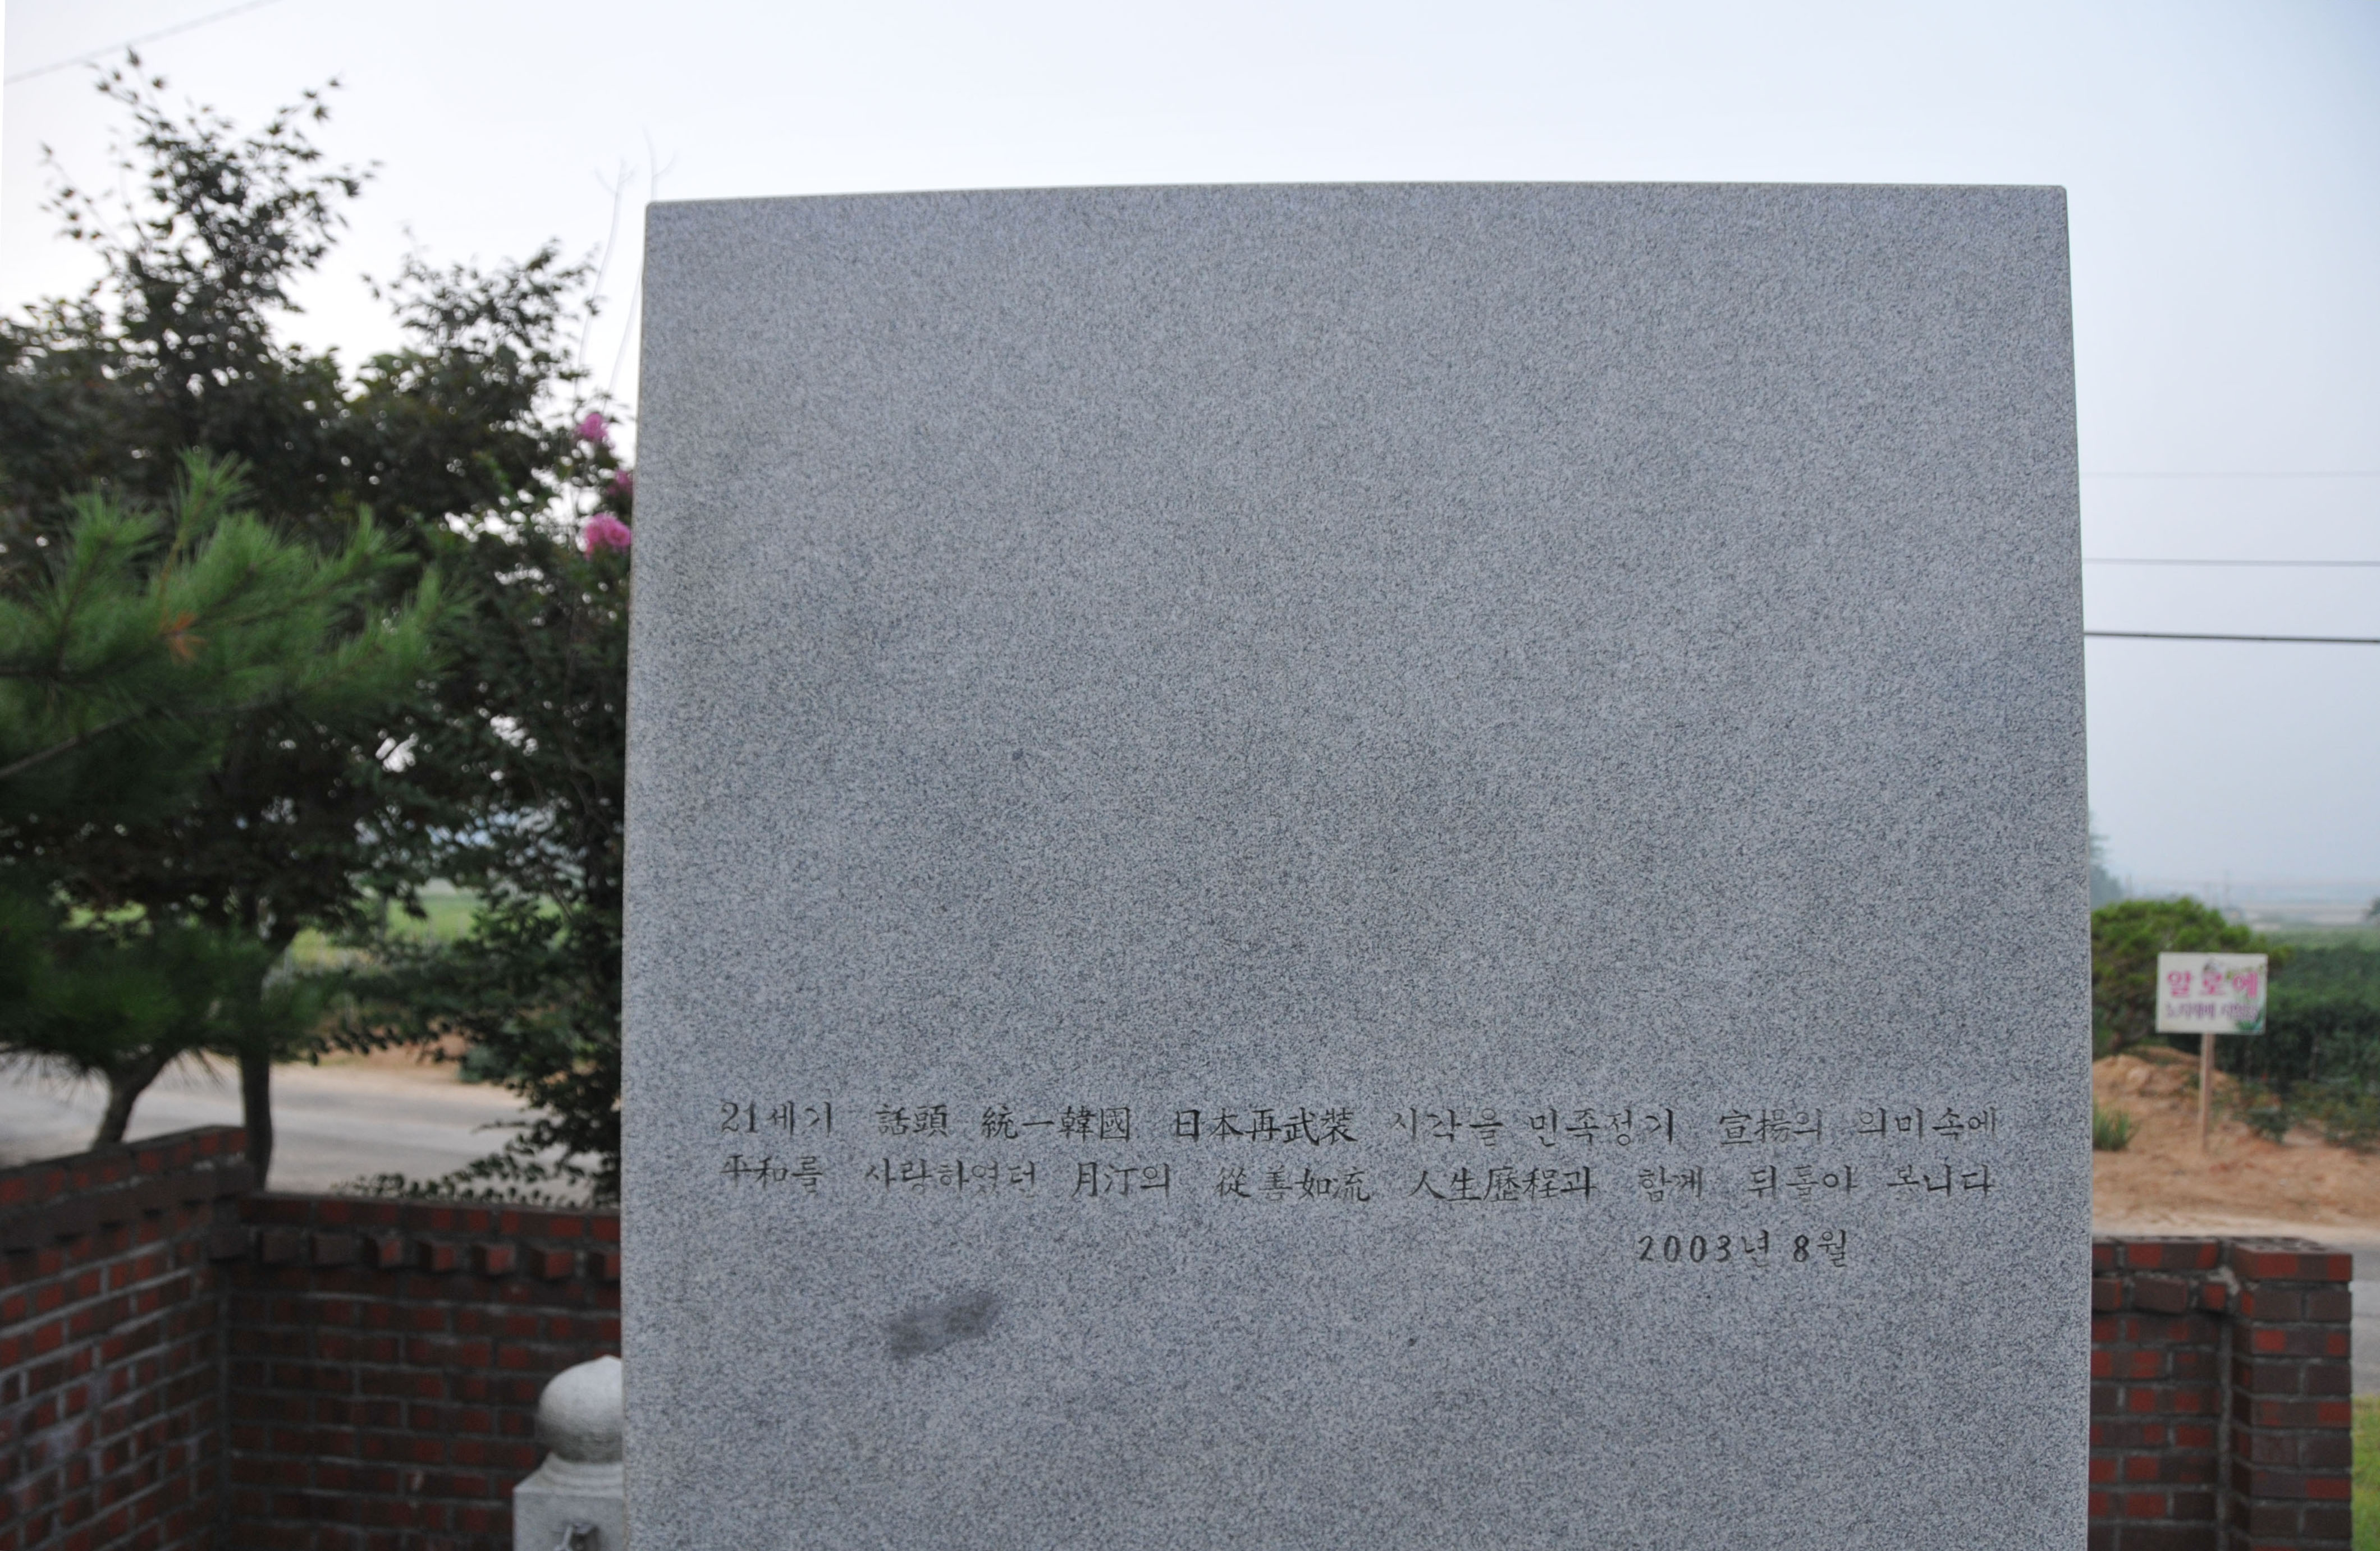 21세기 話頭 統一韓國 日本再武裝 시각을 민족정기 宣揚의 의미속에
平和를 사랑하였던 月汀의 從善如流 人生歷程과 함께 뒤돌아 봅니다
2003년 8월
알로에